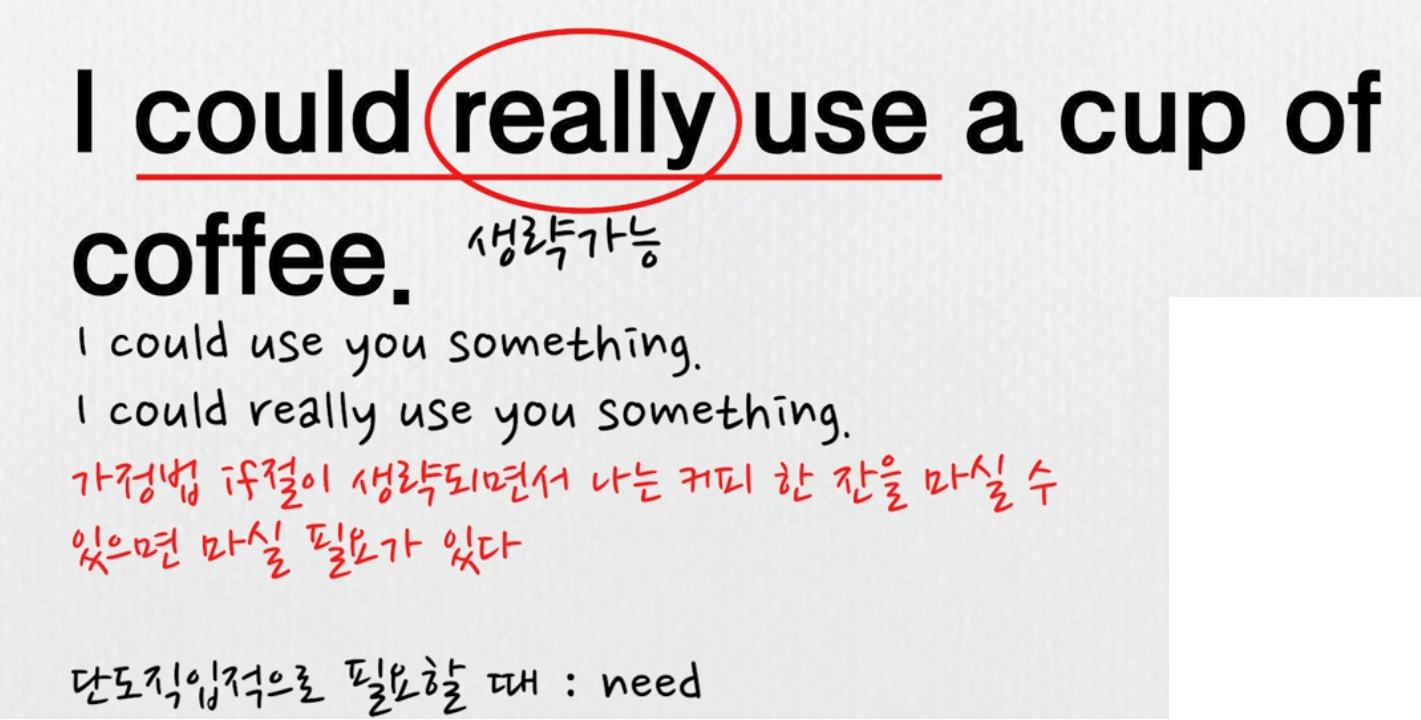 I could really use a cup of
coffee.
생략가능
I could use you something.
I could really use you something.
가정법 if절이 생략되면서 나는 커피 한 잔을 마실 수
있으면 마실 필요가 있다
단도직입적으로 필요할 때 : need